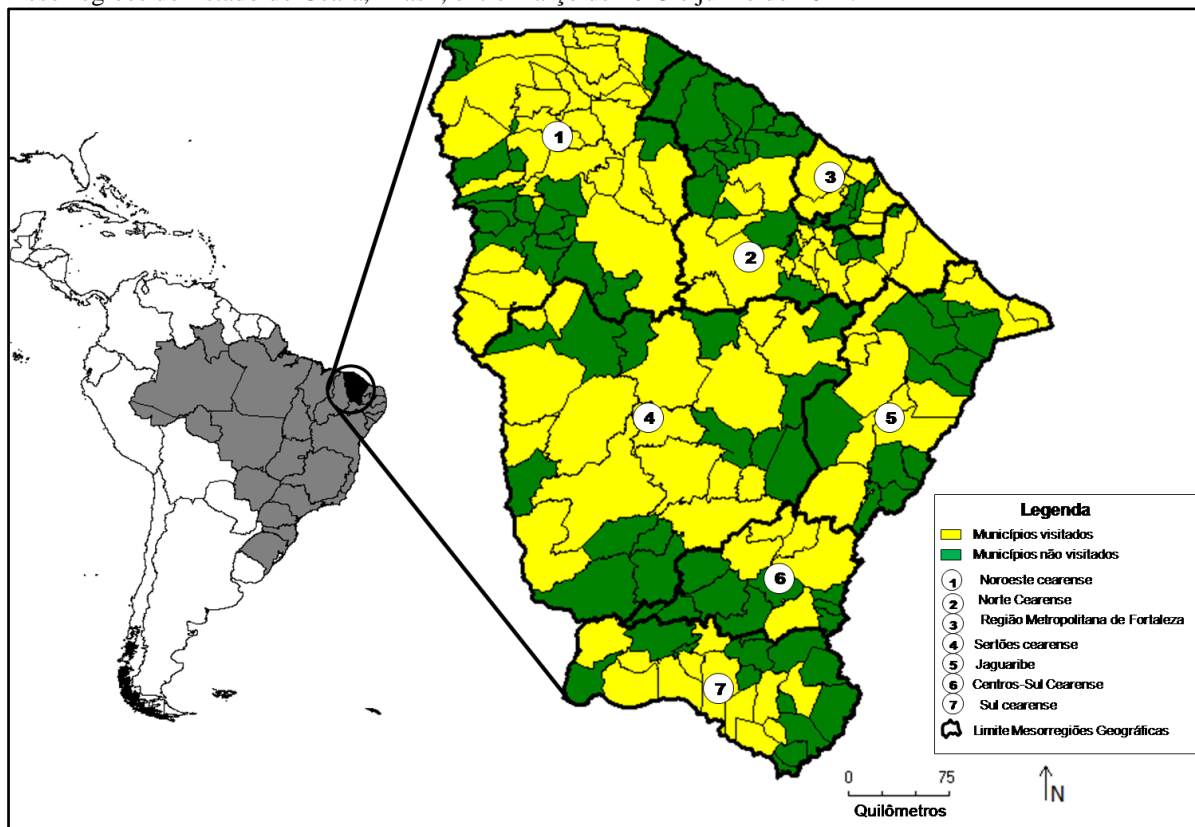 1
3
2
4
5
6
7
Legenda
Municípios visitados
Municípios não visitados
1 Noroeste cearense
2 Norte Cearense
3 Região Metropolitana de Fortaleza
4 Sertões cearense
5 Jaguaribe
6 Centros-Sul Cearense
7 Sul cearense
Limite Mesorregiões Geográficas
0 75
Quilômetros
N